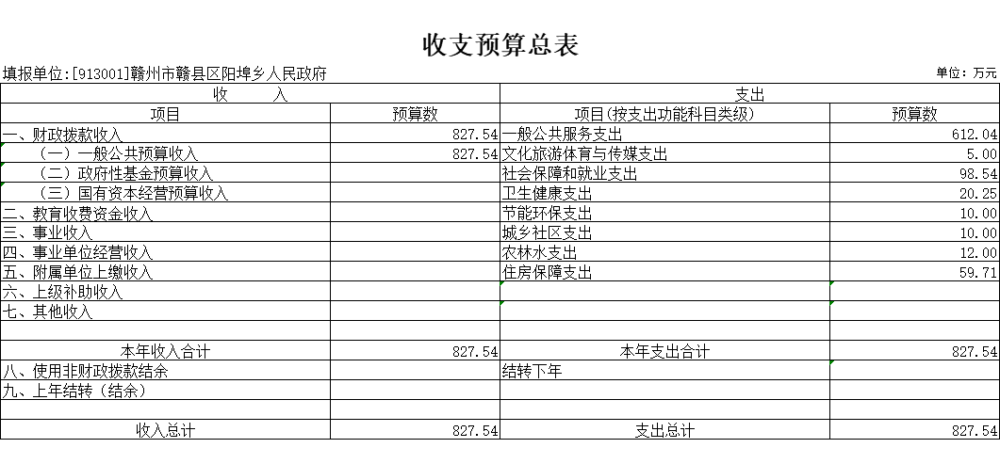 收支预算总表
填报单位:[913001]赣州市赣县区阳埠乡人民政府 单位：万元
收 入 支出
项目 预算数 项目(按支出功能科目类级) 预算数
一、财政拨款收入 827.54 一般公共服务支出 612.04
（一）一般公共预算收入 827.54 文化旅游体育与传媒支出 5.00
（二）政府性基金预算收入 社会保障和就业支出 98.54
（三）国有资本经营预算收入 卫生健康支出 20.25
二、教育收费资金收入 节能环保支出 10.00
三、事业收入 城乡社区支出 10.00
四、事业单位经营收入 农林水支出 12.00
五、附属单位上缴收入 住房保障支出 59.71
六、上级补助收入
七、其他收入
本年收入合计 827.54 本年支出合计 827.54
八、使用非财政拨款结余 结转下年
九、上年结转（结余）
收入总计 827.54 支出总计 827.54